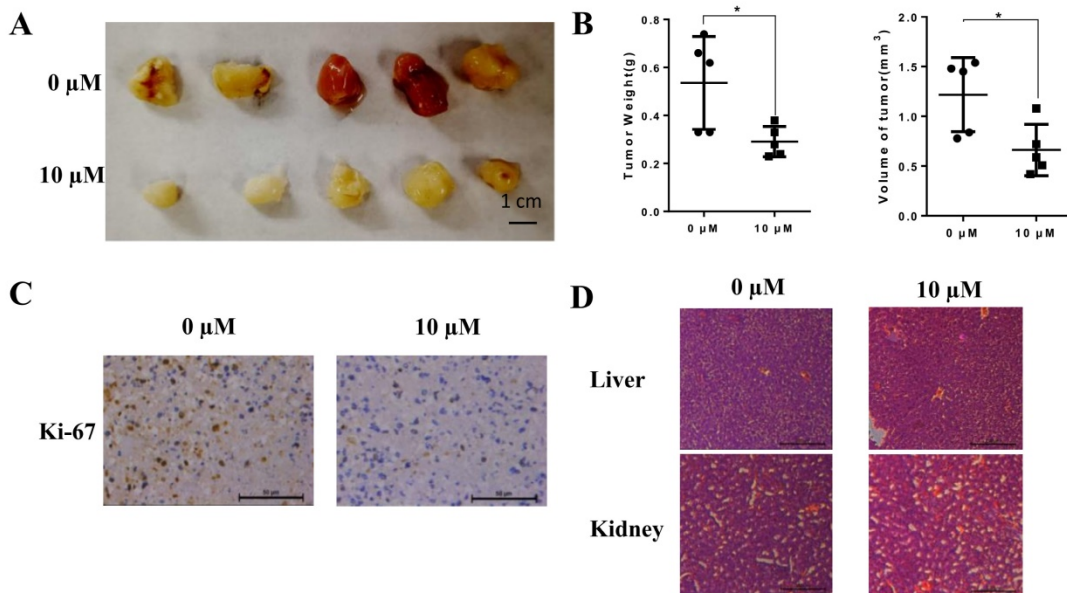 A
0 µM
10 µM
1 cm
B
Tumor Weight(g)
0.8
0.6
0.4
0.2
0.0
*
0 µM
10 µM
Volume of tumor(mm³)
2.0
1.5
1.0
0.5
0.0
*
0 µM
10 µM
C
0 µM
10 µM
Ki-67
D
0 µM
10 µM
Liver
Kidney